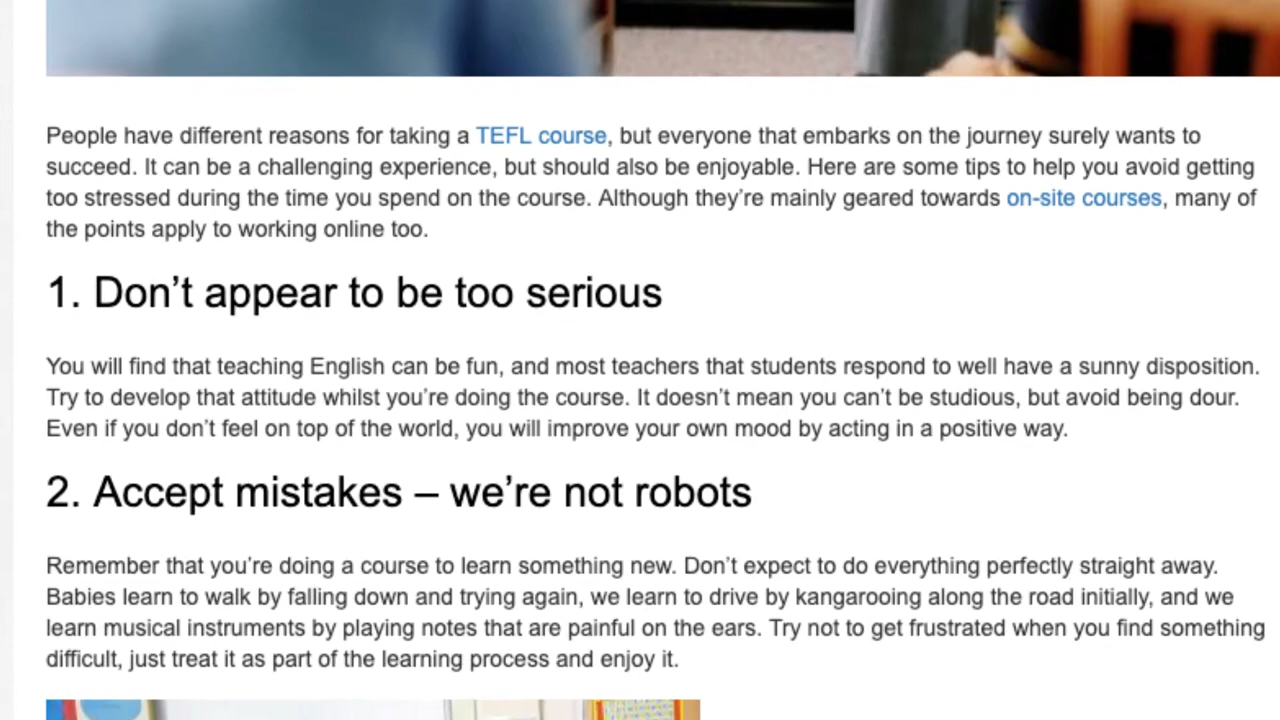 People have different reasons for taking a TEFL course, but everyone that embarks on the journey surely wants to
succeed. It can be a challenging experience, but should also be enjoyable. Here are some tips to help you avoid getting
too stressed during the time you spend on the course. Although they’re mainly geared towards on-site courses, many of
the points apply to working online too.
1. Don’t appear to be too serious
You will find that teaching English can be fun, and most teachers that students respond to well have a sunny disposition.
Try to develop that attitude whilst you’re doing the course. It doesn’t mean you can’t be studious, but avoid being dour.
Even if you don’t feel on top of the world, you will improve your own mood by acting in a positive way.
2. Accept mistakes – we’re not robots
Remember that you’re doing a course to learn something new. Don’t expect to do everything perfectly straight away.
Babies learn to walk by falling down and trying again, we learn to drive by kangarooing along the road initially, and we
learn musical instruments by playing notes that are painful on the ears. Try not to get frustrated when you find something
difficult, just treat it as part of the learning process and enjoy it.